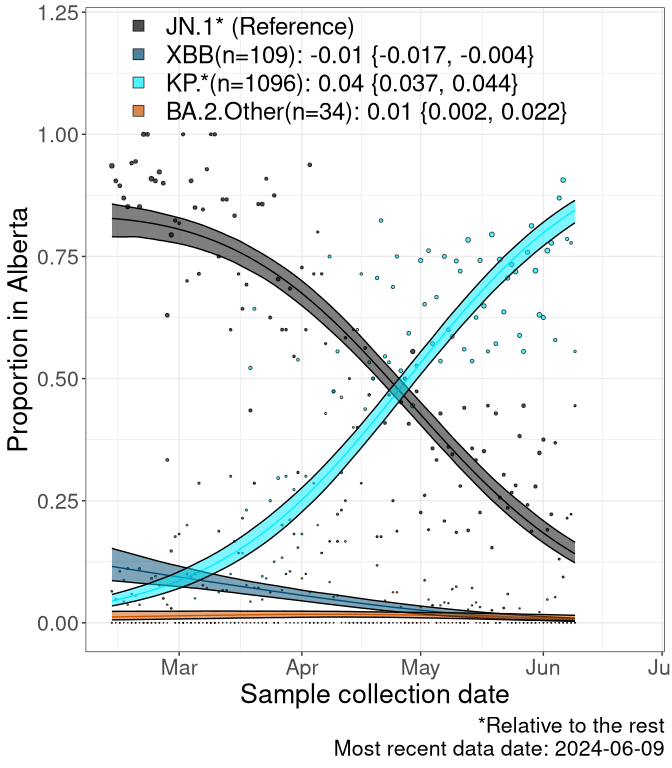 1.25
1.00
0.75
0.50
0.25
0.00
Proportion in Alberta
JN.1* (Reference)
XBB(n=109): -0.01 {-0.017, -0.004}
KP.*(n=1096): 0.04 {0.037, 0.044}
BA.2.Other(n=34): 0.01 {0.002, 0.022}
Mar Apr May Jun Ju
Sample collection date
*Relative to the rest
Most recent data date: 2024-06-09